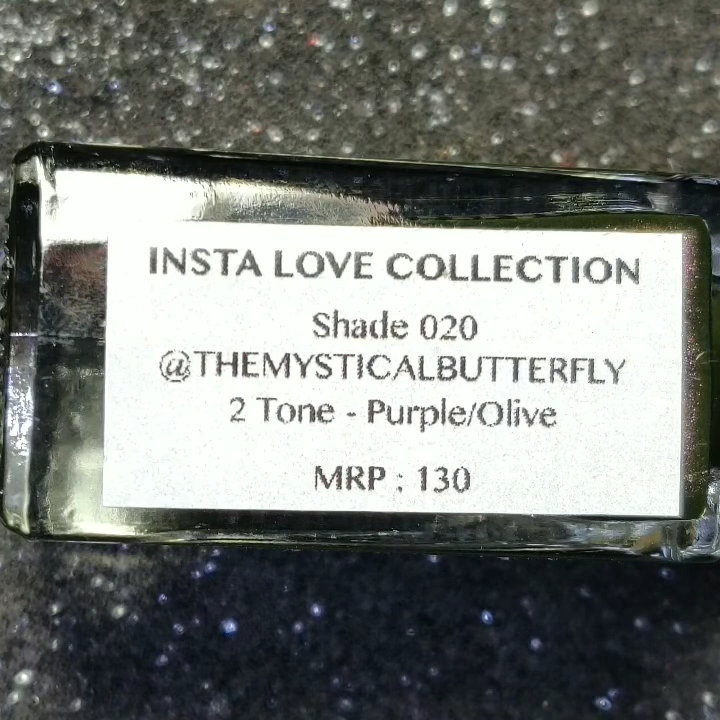 INSTA LOVE COLLECTION
Shade 020
@THEMYSTICALBUTTERFLY
2 Tone - Purple/Olive
MRP : 130